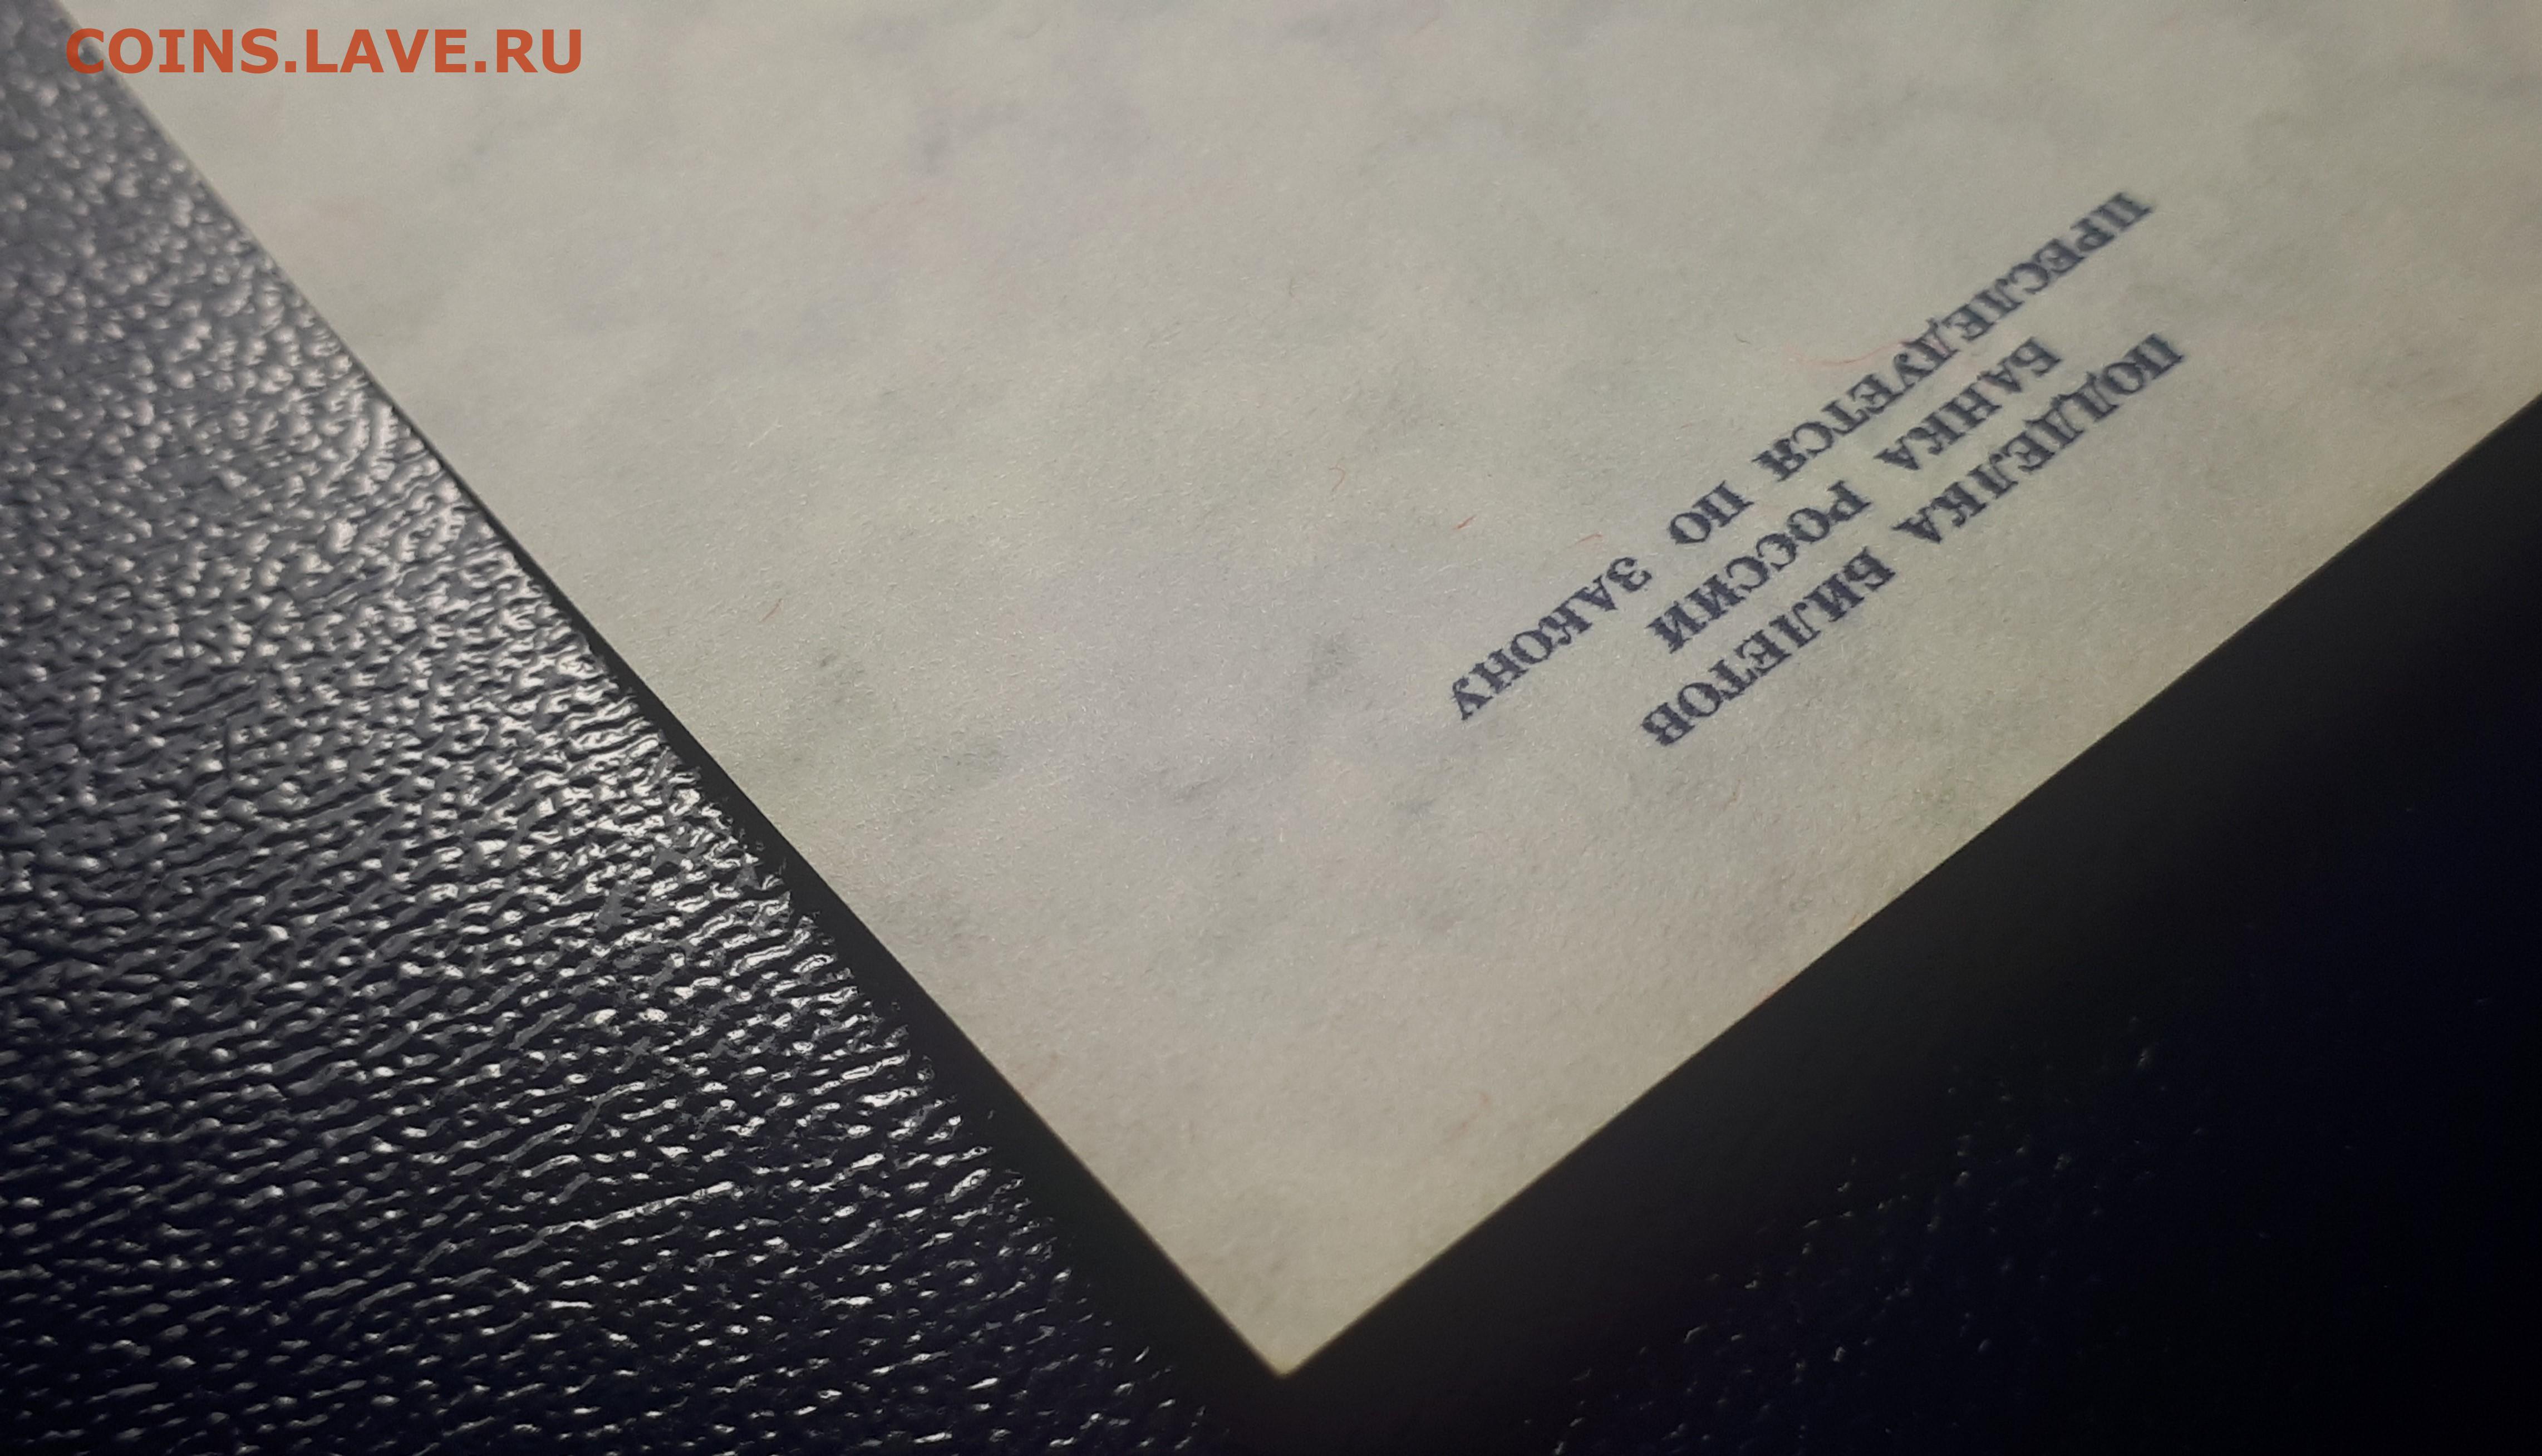 COINS.LAVE.RU
ПОДДЕЛКА БИЛЕТОВ
БАНКА РОССИИ
ПРЕСЛЕДУЕТСЯ ПО ЗАКОНУ